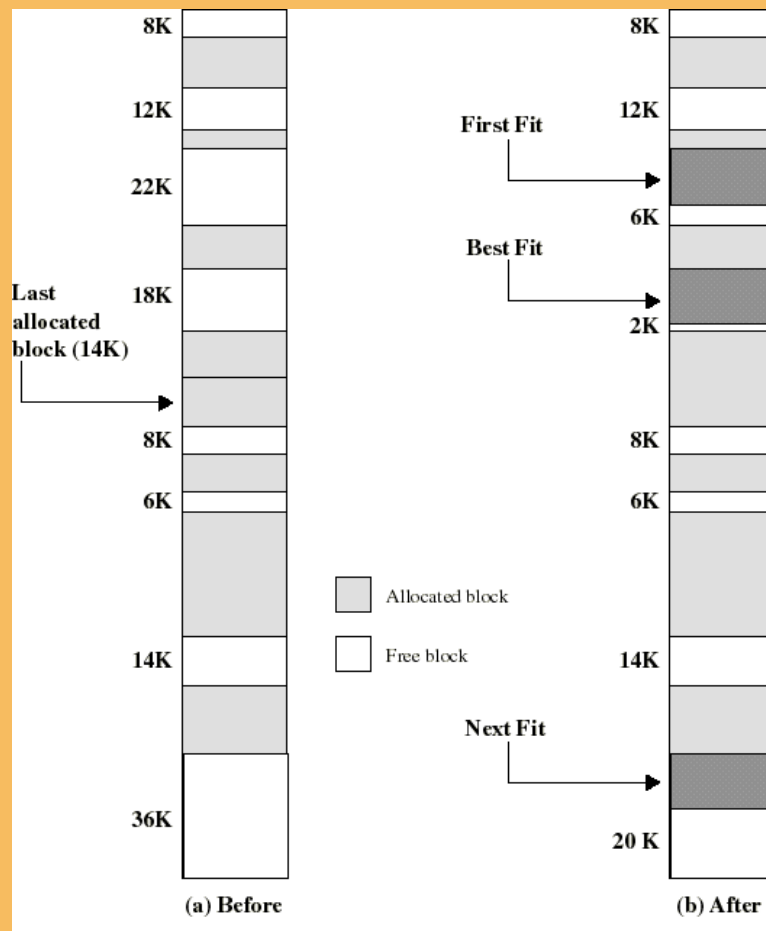 8K
12K
22K
Last
allocated
block (14K)
18K
8K
6K
14K
36K
(a) Before
Allocated block
Free block
8K
First Fit
12K
6K
Best Fit
2K
8K
6K
14K
Next Fit
20 K
(b) After